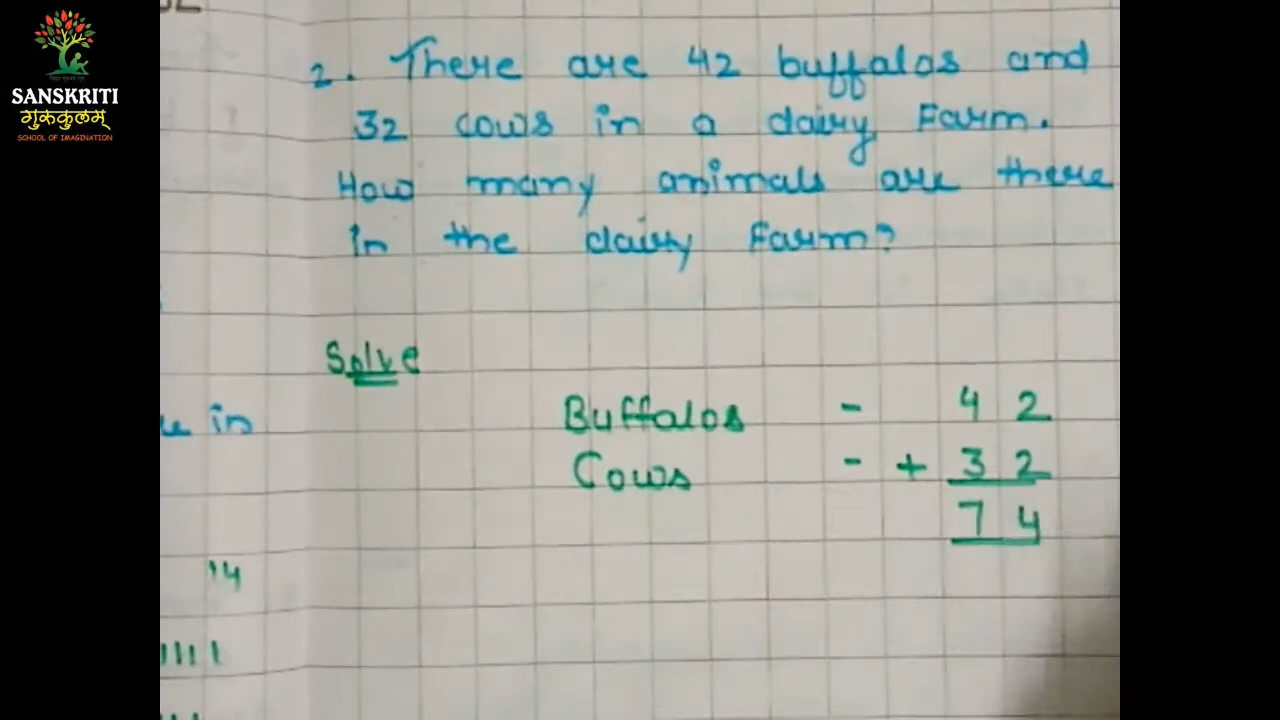 SANSKRITI
गुरुकुलम्
SCHOOL OF IMAGINATION
2. There are 42 buffalos and
32 cows in a dairy Farm.
How many animals are there
in the dairy Farm?
Solve
Buffalos - 42
in
Cows - + 32
74
14